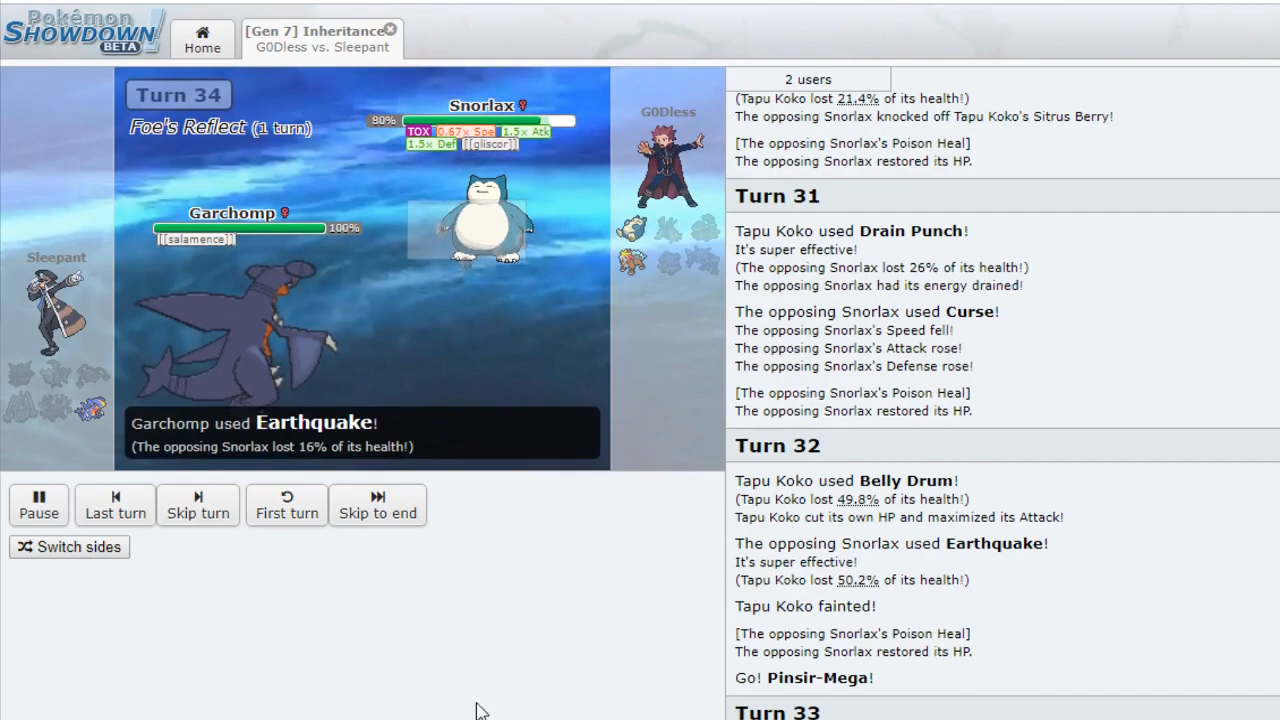 Pokémon
SHOWDOWN!
BETA
Home
[Gen 7] Inheritance
G0Dless vs. Sleepant
Turn 34
Foe's Reflect (1 turn)
Snorlax ♀
80%
TOX 0.67× Spe 1.5× Atk
1.5× Def [[gliscor]]
Garchomp ♀
100%
[[salamence]]
Sleepant
G0Dless
Garchomp used Earthquake!
(The opposing Snorlax lost 16% of its health!)
Pause
Last turn
Skip turn
First turn
Skip to end
Switch sides
2 users
(Tapu Koko lost 21.4% of its health!)
The opposing Snorlax knocked off Tapu Koko's Sitrus Berry!
[The opposing Snorlax's Poison Heal]
The opposing Snorlax restored its HP.
Turn 31
Tapu Koko used Drain Punch!
It's super effective!
(The opposing Snorlax lost 26% of its health!)
The opposing Snorlax had its energy drained!
The opposing Snorlax used Curse!
The opposing Snorlax's Speed fell!
The opposing Snorlax's Attack rose!
The opposing Snorlax's Defense rose!
[The opposing Snorlax's Poison Heal]
The opposing Snorlax restored its HP.
Turn 32
Tapu Koko used Belly Drum!
(Tapu Koko lost 49.8% of its health!)
Tapu Koko cut its own HP and maximized its Attack!
The opposing Snorlax used Earthquake!
It's super effective!
(Tapu Koko lost 50.2% of its health!)
Tapu Koko fainted!
[The opposing Snorlax's Poison Heal]
The opposing Snorlax restored its HP.
Go! Pinsir-Mega!
Turn 33